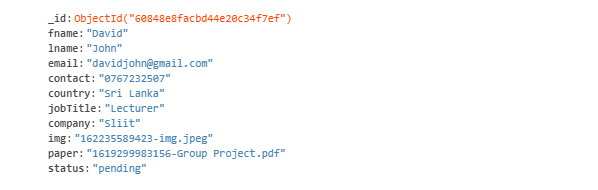 _id: ObjectId("60848e8facbd44e20c34f7ef")
fname: "David"
lname: "John"
email: "davidjohn@gmail.com"
contact: "0767232507"
country: "Sri Lanka"
jobTitle: "Lecturer"
company: "Sliit"
img: "162235589423-img.jpeg"
paper: "1619299983156-Group Project.pdf"
status: "pending"